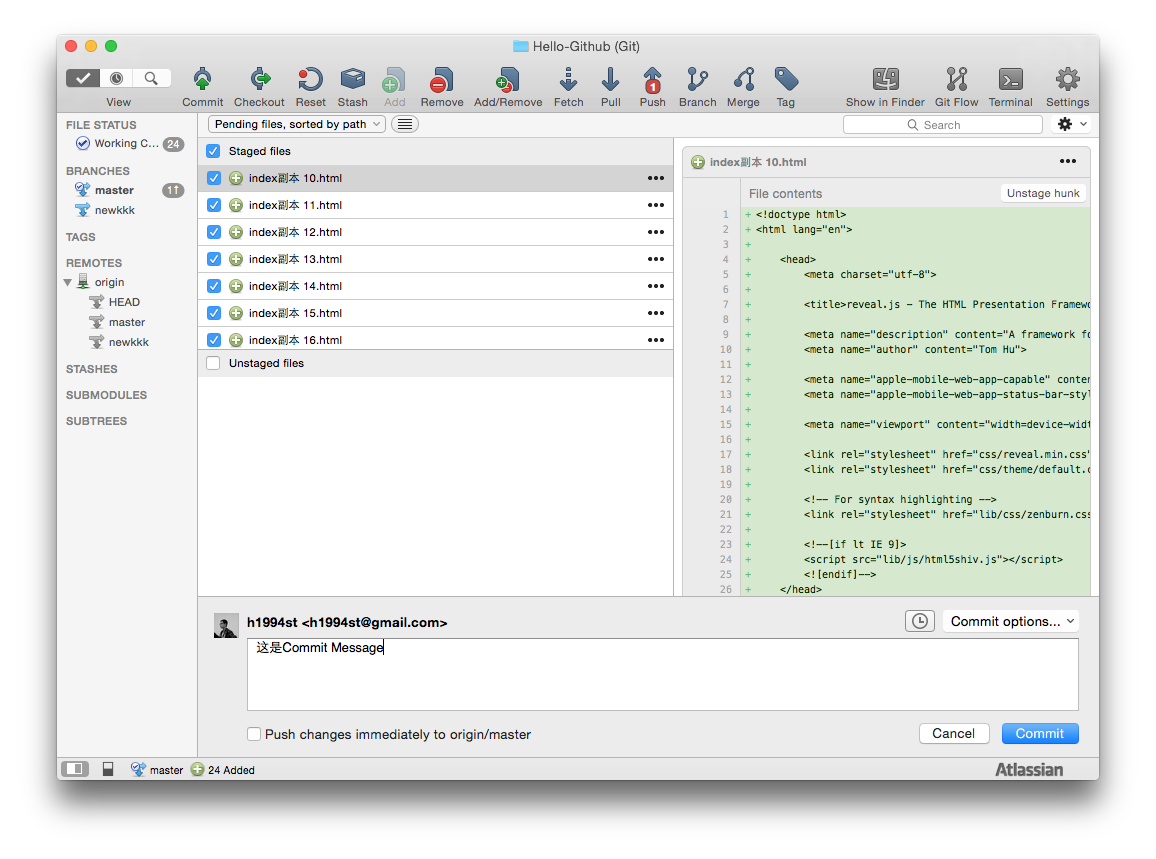 Hello-Github (Git)
View
Commit
Checkout
Reset
Stash
Add
Remove
Add/Remove
Fetch
Pull
1
Push
Branch
Merge
Tag
Show in Finder
Git Flow
Terminal
Settings
FILE STATUS
Working C... 24
BRANCHES
master 1↑
newkkk
TAGS
REMOTES
origin
HEAD
master
newkkk
STASHES
SUBMODULES
SUBTREES
Pending files, sorted by path
Search
Staged files
index副本 10.html
index副本 11.html
index副本 12.html
index副本 13.html
index副本 14.html
index副本 15.html
index副本 16.html
Unstaged files
index副本 10.html
File contents
Unstage hunk
1 + <!doctype html>
2 + <html lang="en">
3 +
4 + <head>
5 + <meta charset="utf-8">
6 +
7 + <title>reveal.js – The HTML Presentation Framewo
8 +
9 + <meta name="description" content="A framework fo
10 + <meta name="author" content="Tom Hu">
11 +
12 + <meta name="apple-mobile-web-app-capable" conten
13 + <meta name="apple-mobile-web-app-status-bar-styl
14 +
15 + <meta name="viewport" content="width=device-widt
16 +
17 + <link rel="stylesheet" href="css/reveal.min.css"
18 + <link rel="stylesheet" href="css/theme/default.c
19 +
20 + <!-- For syntax highlighting -->
21 + <link rel="stylesheet" href="lib/css/zenburn.css
22 +
23 + <!--[if lt IE 9]>
24 + <script src="lib/js/html5shiv.js"></script>
25 + <![endif]-->
26 + </head>
h1994st <h1994st@gmail.com>
Commit options...
这是Commit Message
Push changes immediately to origin/master
Cancel
Commit
master
24 Added
Atlassian